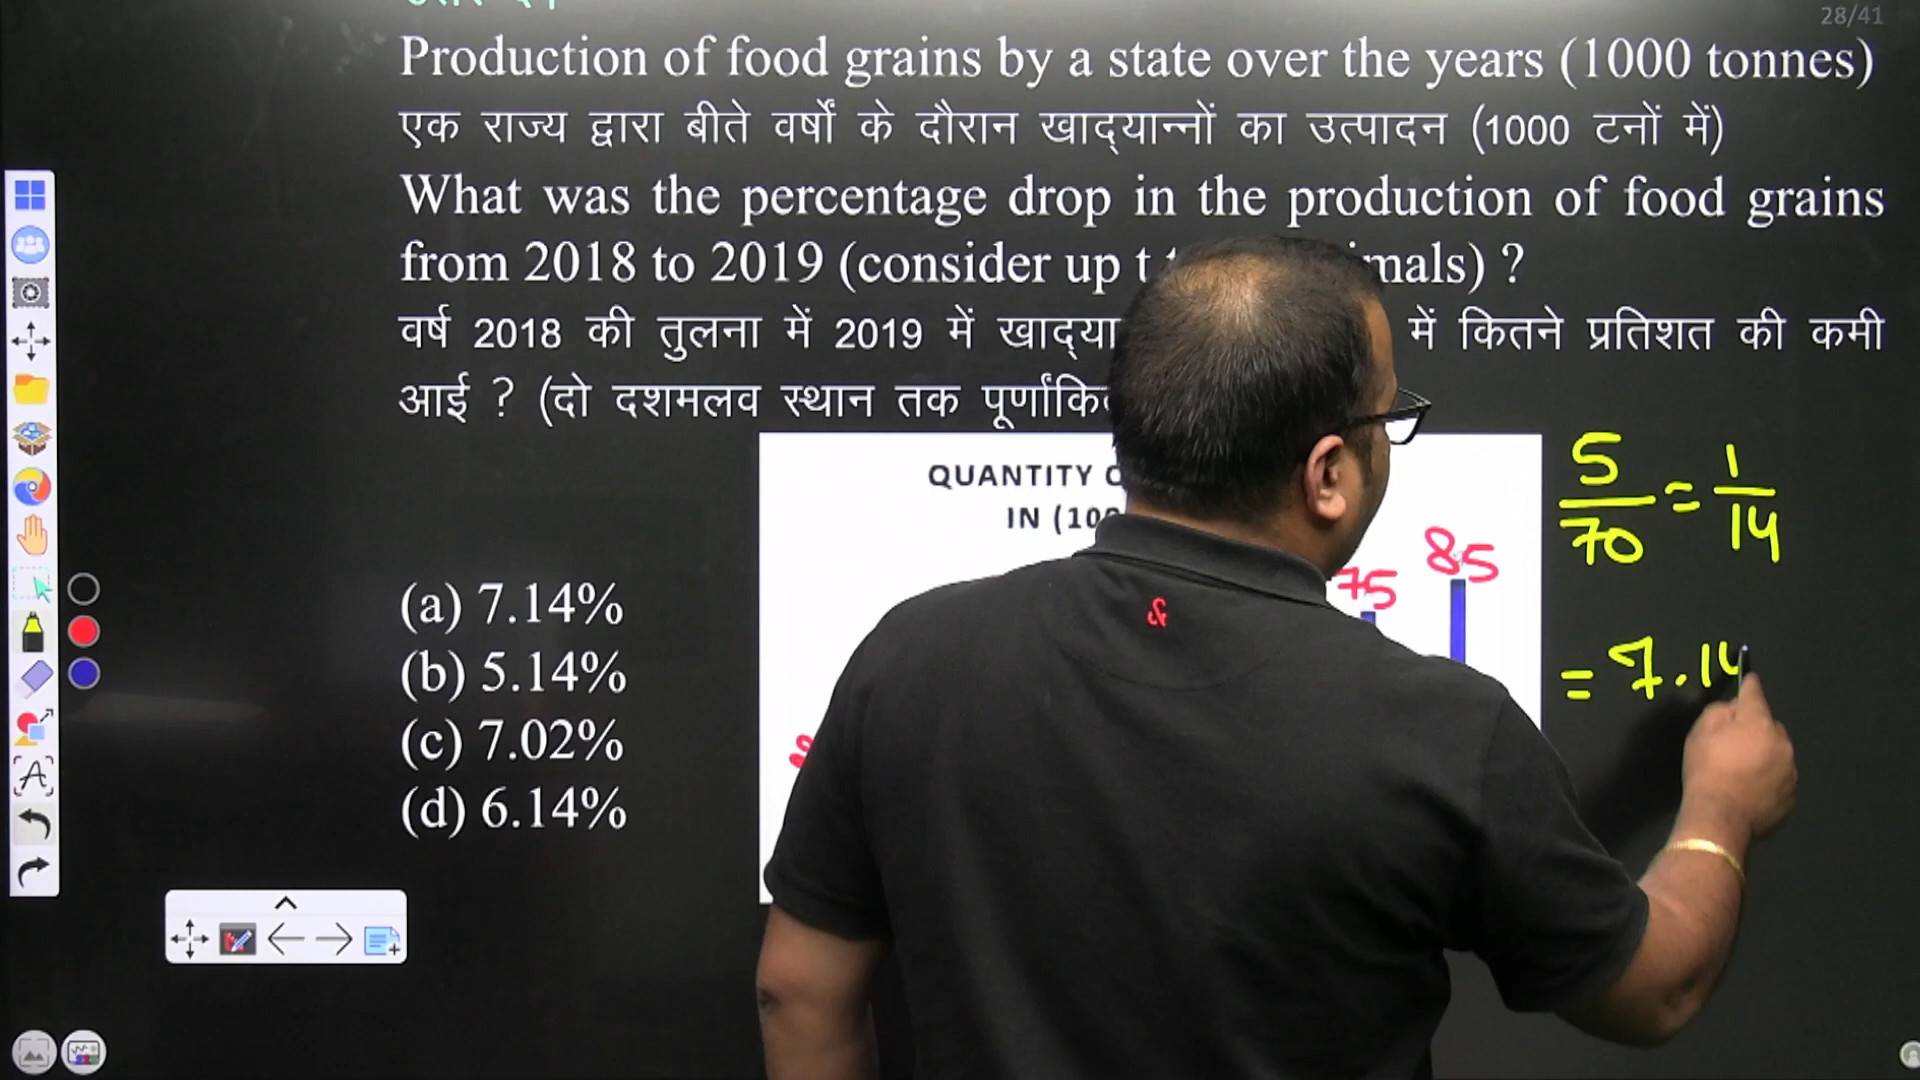 28/41
Production of food grains by a state over the years (1000 tonnes)
एक राज्य द्वारा बीते वर्षों के दौरान खाद्यान्नों का उत्पादन (1000 टनों में)
What was the percentage drop in the production of food grains
from 2018 to 2019 (consider up t
) ?
वर्ष 2018 की तुलना में 2019 में
में कितने प्रतिशत की कमी
आई ? (दो दशमलव स्थान तक
QUANTITY
IN
75
85
5/70 = 1/14
= 7.14
(a) 7.14%
(b) 5.14%
(c) 7.02%
(d) 6.14%